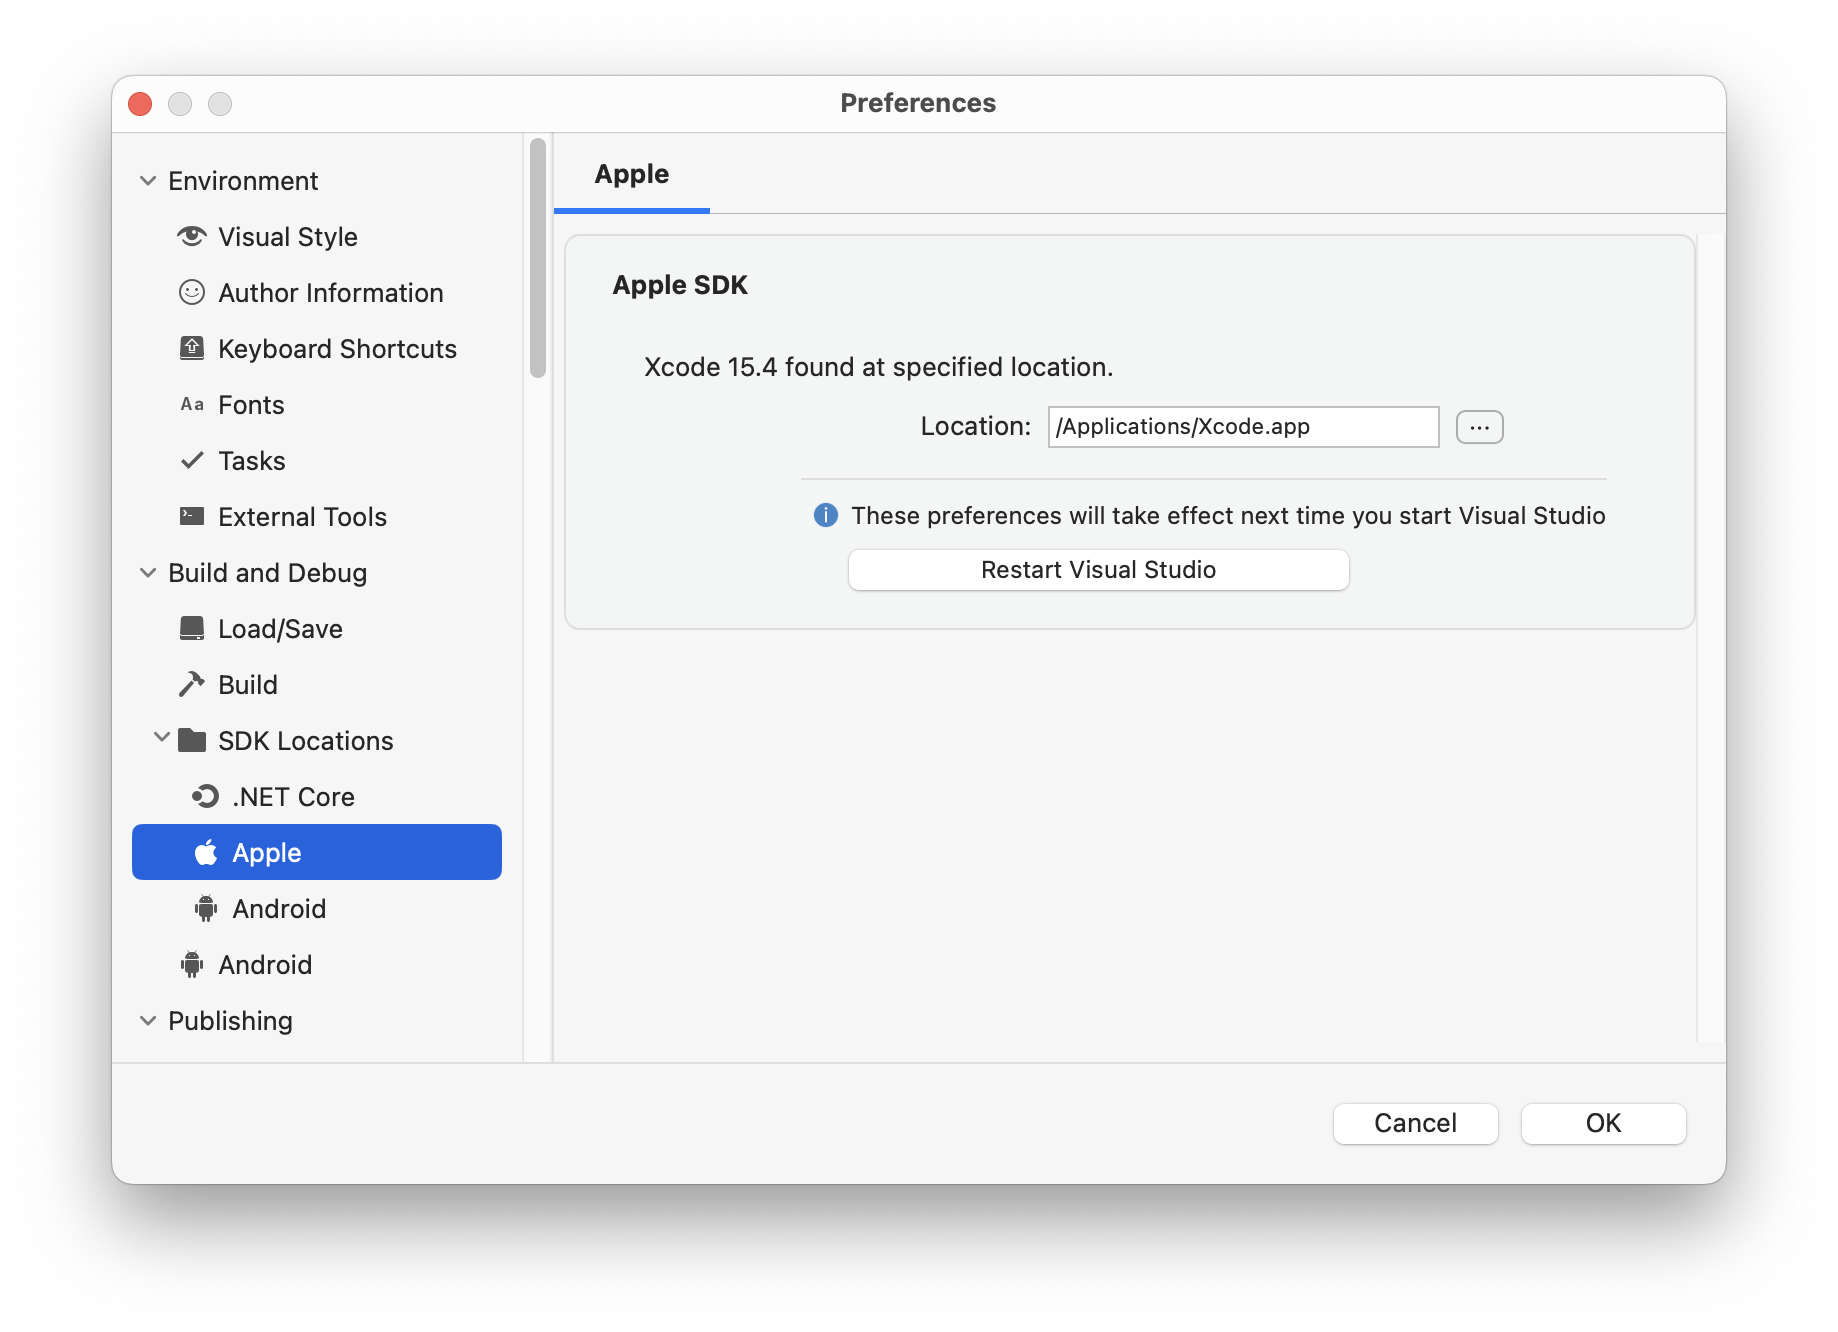 Preferences
Environment
Visual Style
Author Information
Keyboard Shortcuts
Aa Fonts
Tasks
External Tools
Build and Debug
Load/Save
Build
SDK Locations
.NET Core
Apple
Android
Android
Publishing
Apple
Apple SDK
Xcode 15.4 found at specified location.
Location: /Applications/Xcode.app ...
These preferences will take effect next time you start Visual Studio
Restart Visual Studio
Cancel OK